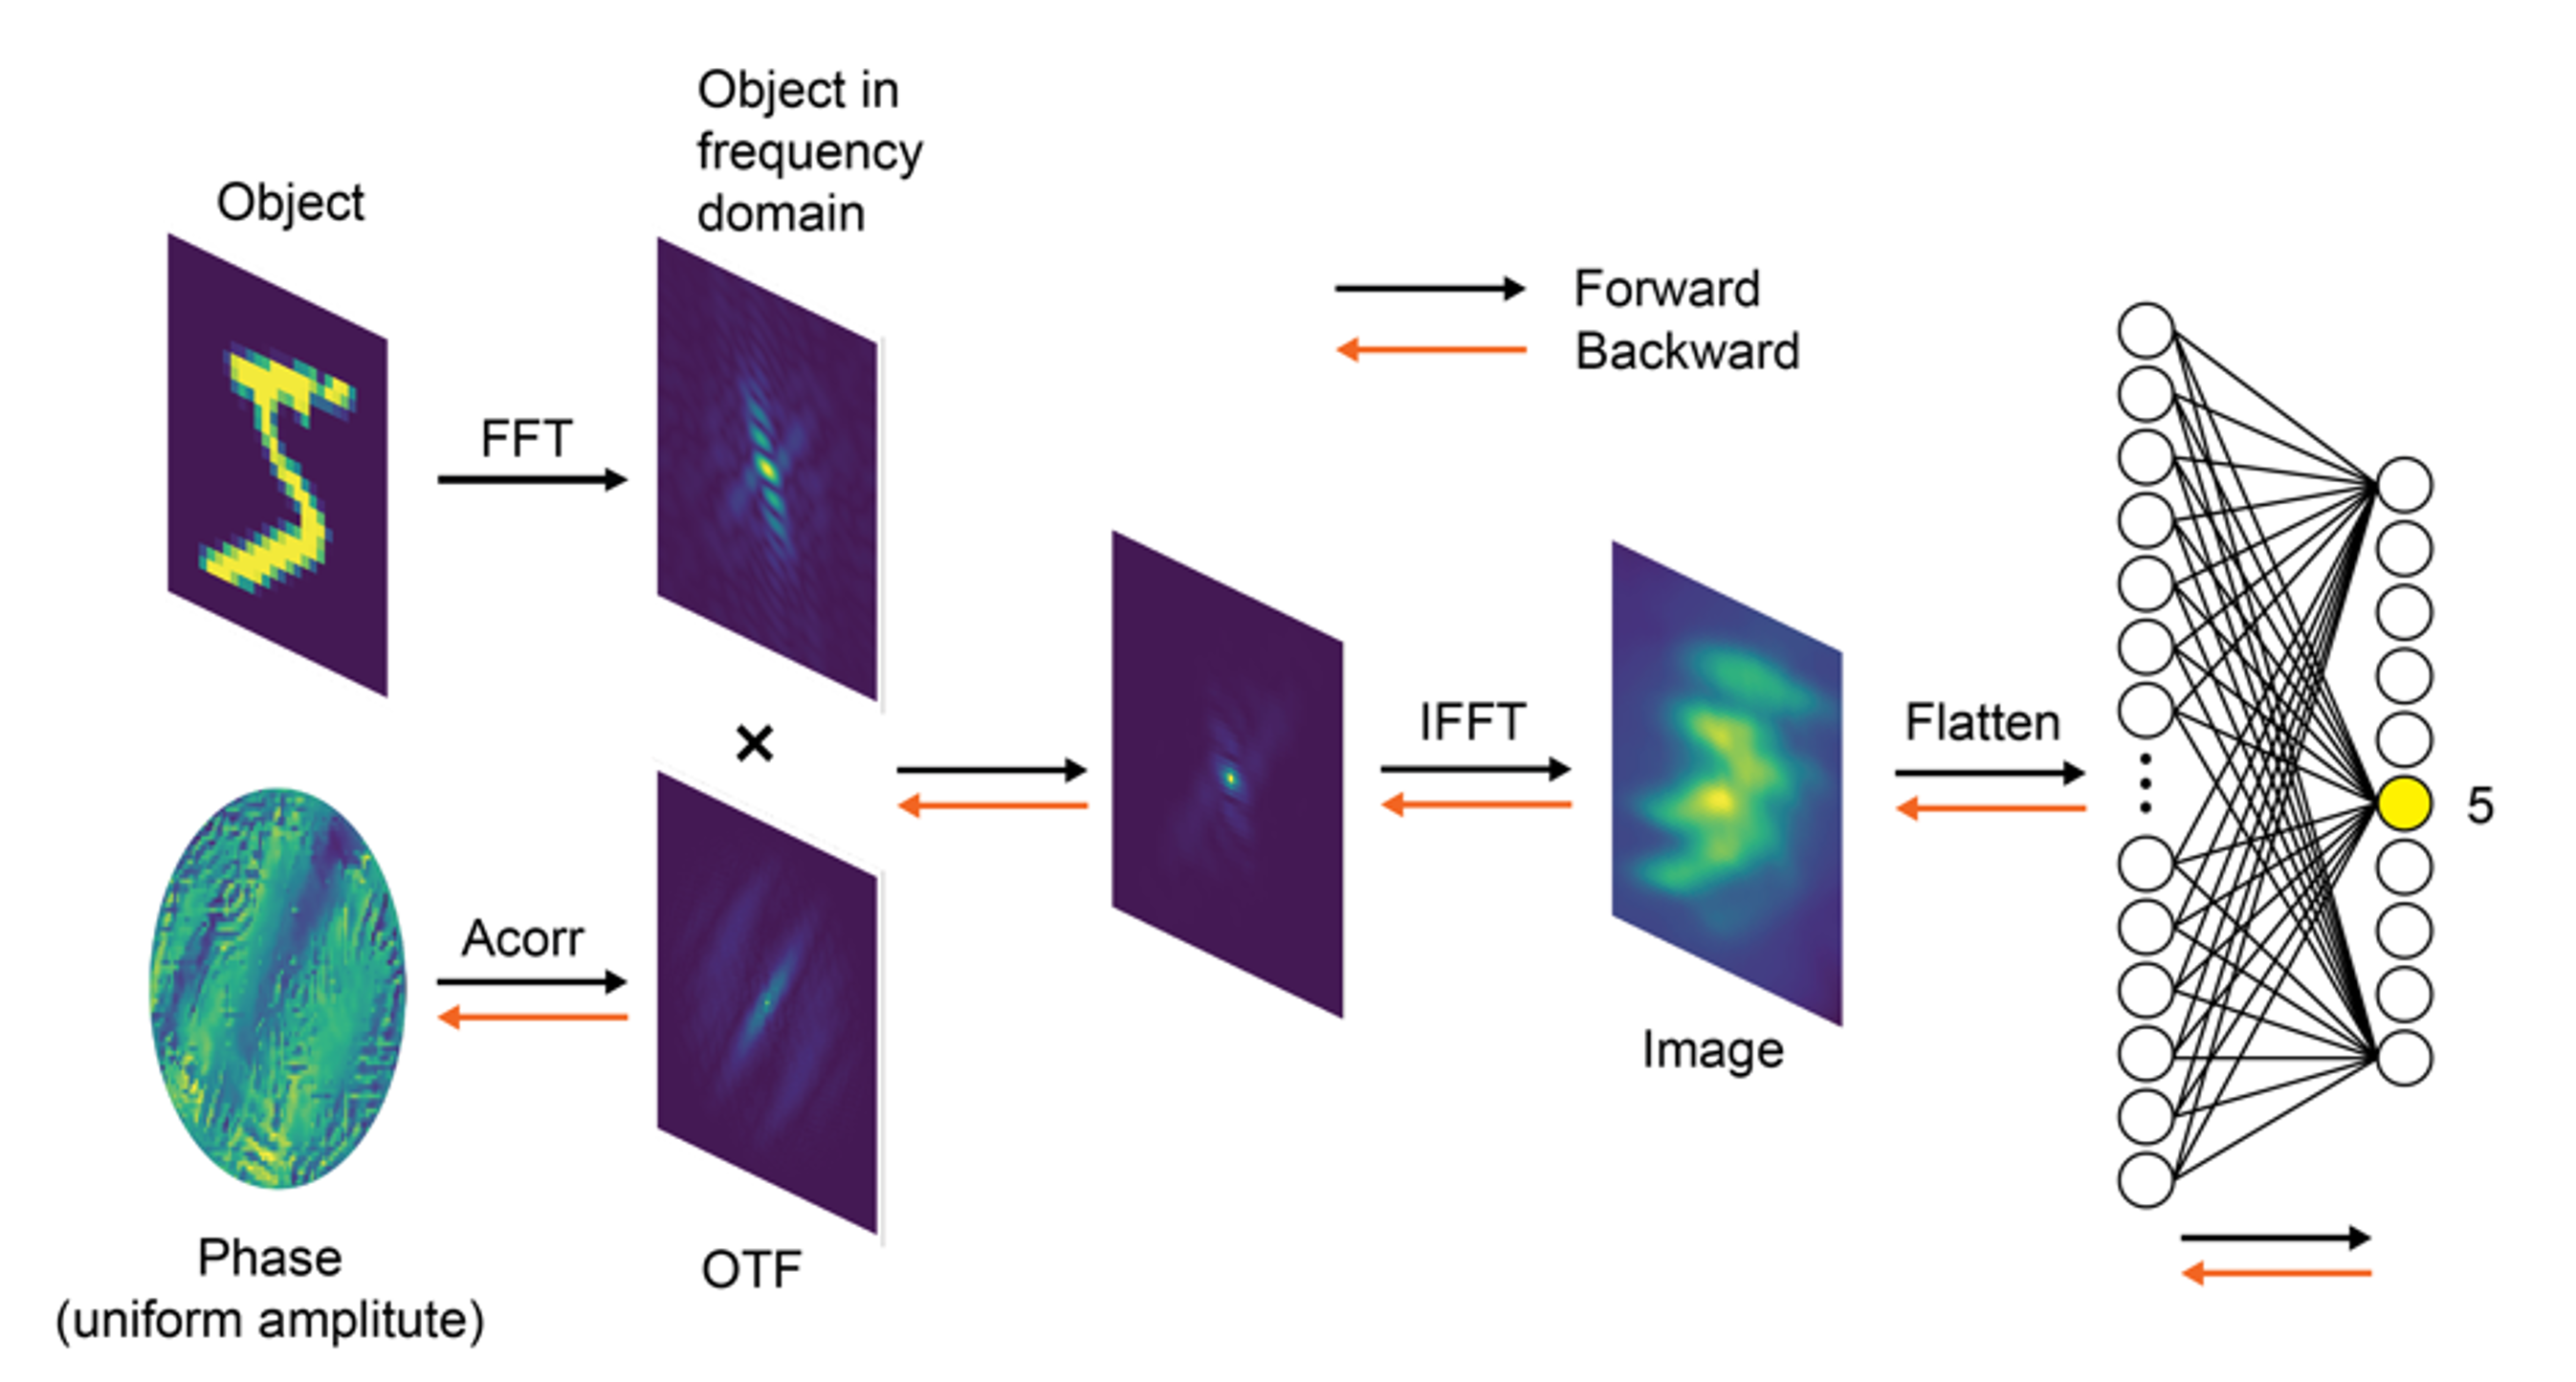 Object
Object in
frequency
domain
FFT
Forward
Backward
×
IFFT
Flatten
5
Acorr
Image
Phase
(uniform amplitute)
OTF